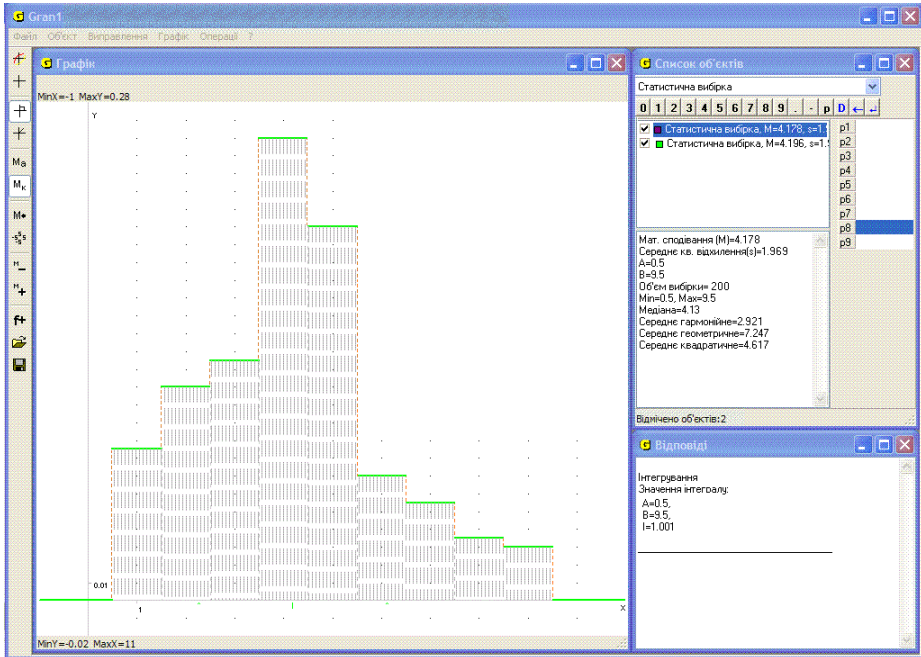 Gran1
Файл Об'єкт Виправлення Графік Операції ?
Графік
MinX=-1 MaxY=0.28
Y
0.01
1
X
MinY=-0.02 MaxX=11
Ma
Мк
M+
f+
Список об'єктів
Статистична вибірка
0 1 2 3 4 5 6 7 8 9 . - p D ← ↲
Статистична вибірка, M=4.178, s=1.
Статистична вибірка, M=4.196, s=1.9
p1
p2
p3
p4
p5
p6
p7
p8
p9
Мат. сподівання (M)=4.178
Середнє кв. відхилення(s)=1.969
A=0.5
B=9.5
Об'єм вибірки= 200
Min=0.5, Max=9.5
Медіана=4.13
Середнє гармонійне=2.921
Середнє геометричне=7.247
Середнє квадратичне=4.617
Відмічено об'єктів:2
Відповіді
Інтегрування
Значення інтегралу:
A=0.5,
B=9.5,
I=1.001